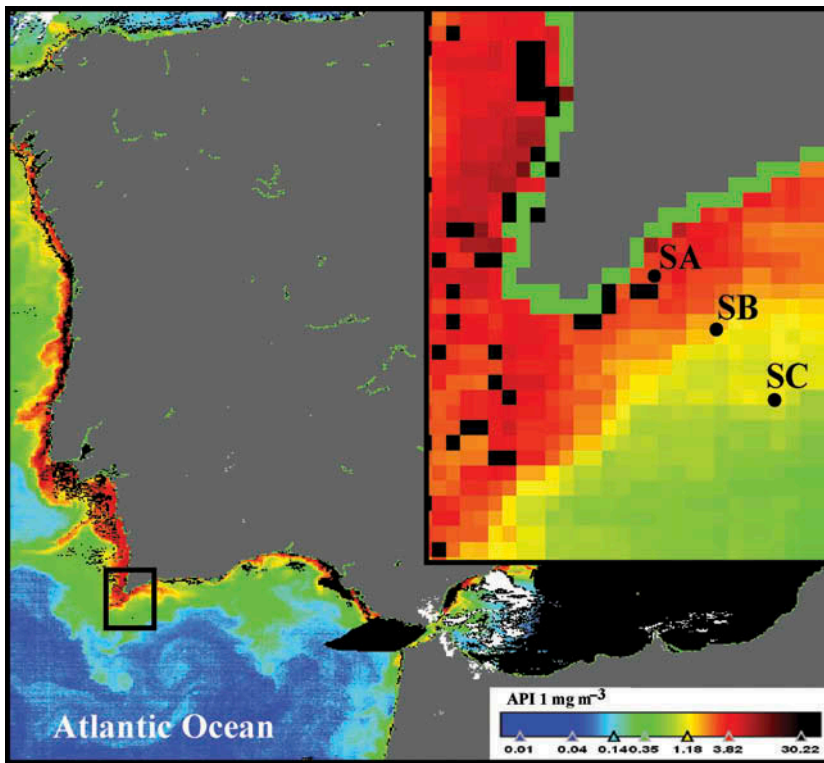 SA
SB
SC
Atlantic Ocean
API 1 mg m⁻³
0.01 0.04 0.14 0.35 1.18 3.82 30.22